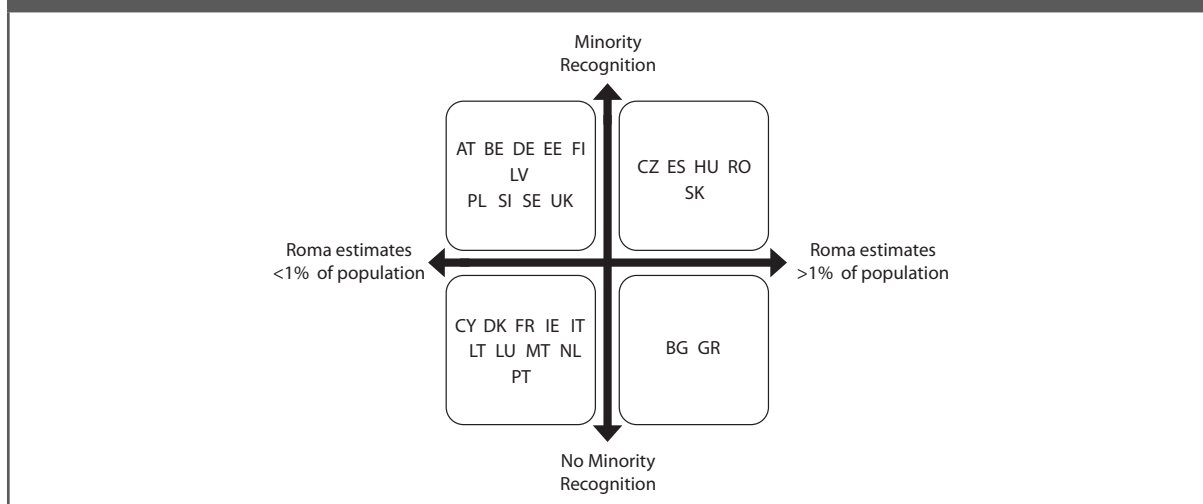 Minority
Recognition
AT BE DE EE FI
LV
PL SI SE UK
CZ ES HU RO
SK
Roma estimates
<1% of population
Roma estimates
>1% of population
CY DK FR IE IT
LT LU MT NL
PT
BG GR
No Minority
Recognition